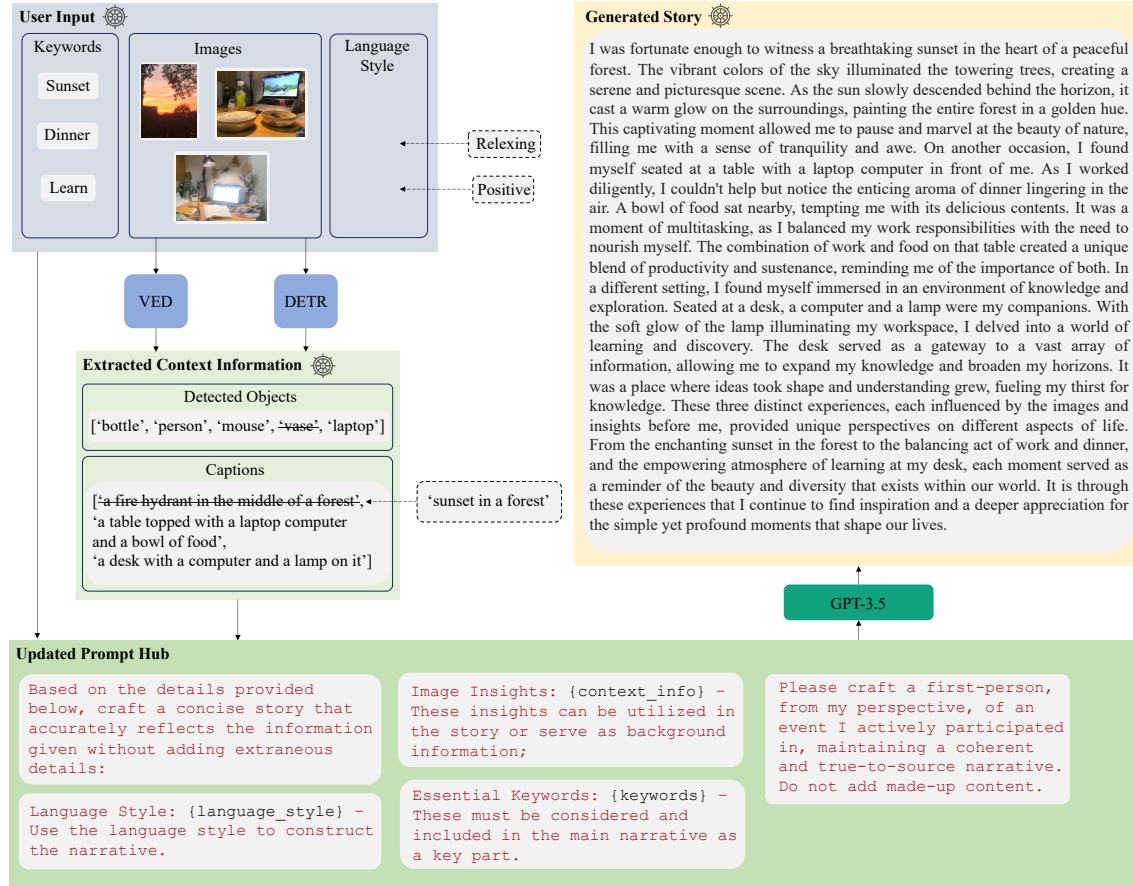 User Input
Keywords
Sunset
Dinner
Learn
Images
Language
Style
Relexing
Positive
VED
DETR
Extracted Context Information
Detected Objects
[‘bottle’, ‘person’, ‘mouse’, ‘vase’, ‘laptop’]
Captions
[‘a fire hydrant in the middle of a forest’,
‘a table topped with a laptop computer
and a bowl of food’,
‘a desk with a computer and a lamp on it’]
‘sunset in a forest’
Generated Story
I was fortunate enough to witness a breathtaking sunset in the heart of a peaceful
forest. The vibrant colors of the sky illuminated the towering trees, creating a
serene and picturesque scene. As the sun slowly descended behind the horizon, it
cast a warm glow on the surroundings, painting the entire forest in a golden hue.
This captivating moment allowed me to pause and marvel at the beauty of nature,
filling me with a sense of tranquility and awe. On another occasion, I found
myself seated at a table with a laptop computer in front of me. As I worked
diligently, I couldn't help but notice the enticing aroma of dinner lingering in the
air. A bowl of food sat nearby, tempting me with its delicious contents. It was a
moment of multitasking, as I balanced my work responsibilities with the need to
nourish myself. The combination of work and food on that table created a unique
blend of productivity and sustenance, reminding me of the importance of both. In
a different setting, I found myself immersed in an environment of knowledge and
exploration. Seated at a desk, a computer and a lamp were my companions. With
the soft glow of the lamp illuminating my workspace, I delved into a world of
learning and discovery. The desk served as a gateway to a vast array of
information, allowing me to expand my knowledge and broaden my horizons. It
was a place where ideas took shape and understanding grew, fueling my thirst for
knowledge. These three distinct experiences, each influenced by the images and
insights before me, provided unique perspectives on different aspects of life.
From the enchanting sunset in the forest to the balancing act of work and dinner,
and the empowering atmosphere of learning at my desk, each moment served as
a reminder of the beauty and diversity that exists within our world. It is through
these experiences that I continue to find inspiration and a deeper appreciation for
the simple yet profound moments that shape our lives.
GPT-3.5
Updated Prompt Hub
Based on the details provided
below, craft a concise story that
accurately reflects the information
given without adding extraneous
details:
Language Style: {language_style} –
Use the language style to construct
the narrative.
Image Insights: {context_info} –
These insights can be utilized in
the story or serve as background
information;
Essential Keywords: {keywords} –
These must be considered and
included in the main narrative as
a key part.
Please craft a first-person,
from my perspective, of an
event I actively participated
in, maintaining a coherent
and true-to-source narrative.
Do not add made-up content.